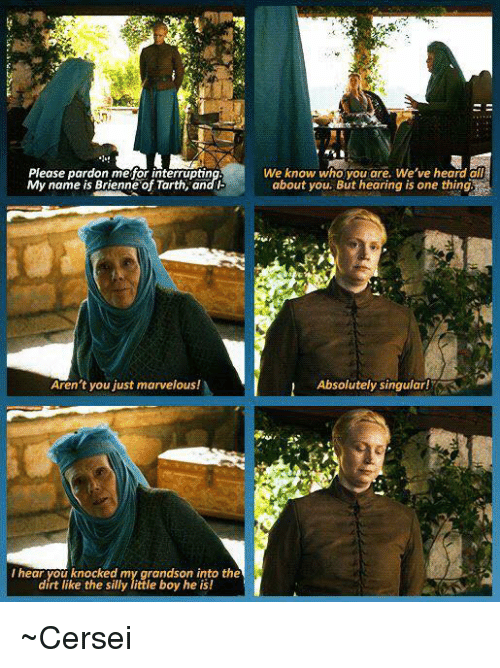 Please pardon me for interrupting.
My name is Brienne of Tarth, and I-
We know who you are. We've heard all
about you. But hearing is one thing.
Aren't you just marvelous!
Absolutely singular!
I hear you knocked my grandson into the
dirt like the silly little boy he is!
~Cersei